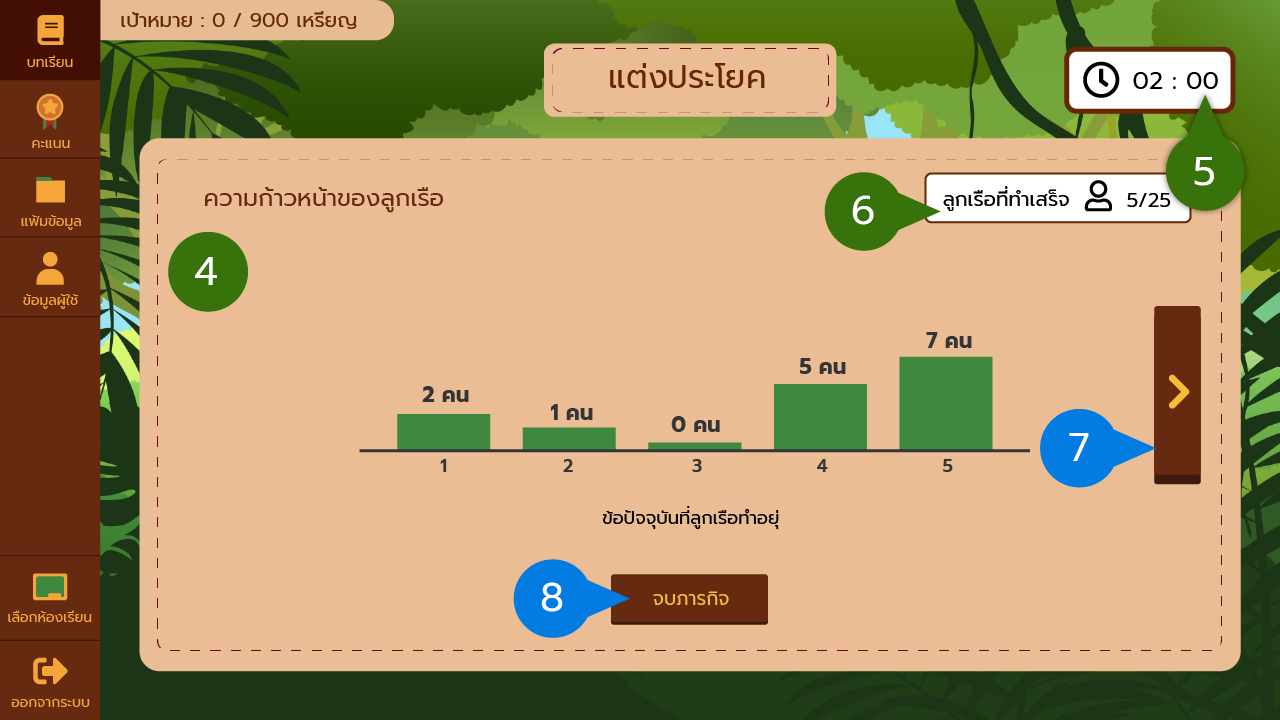 เป้าหมาย : 0 / 900 เหรียญ
บทเรียน
คะแนน
แฟ้มข้อมูล
ข้อมูลผู้ใช้
เลือกห้องเรียน
ออกจากระบบ
แต่งประโยค
02 : 00
5
ความก้าวหน้าของลูกเรือ
6
ลูกเรือที่ทำเสร็จ 5/25
4
2 คน
1 คน
0 คน
5 คน
7 คน
1 2 3 4 5
7
ข้อปัจจุบันที่ลูกเรือทำอยู่
8
จบภารกิจ